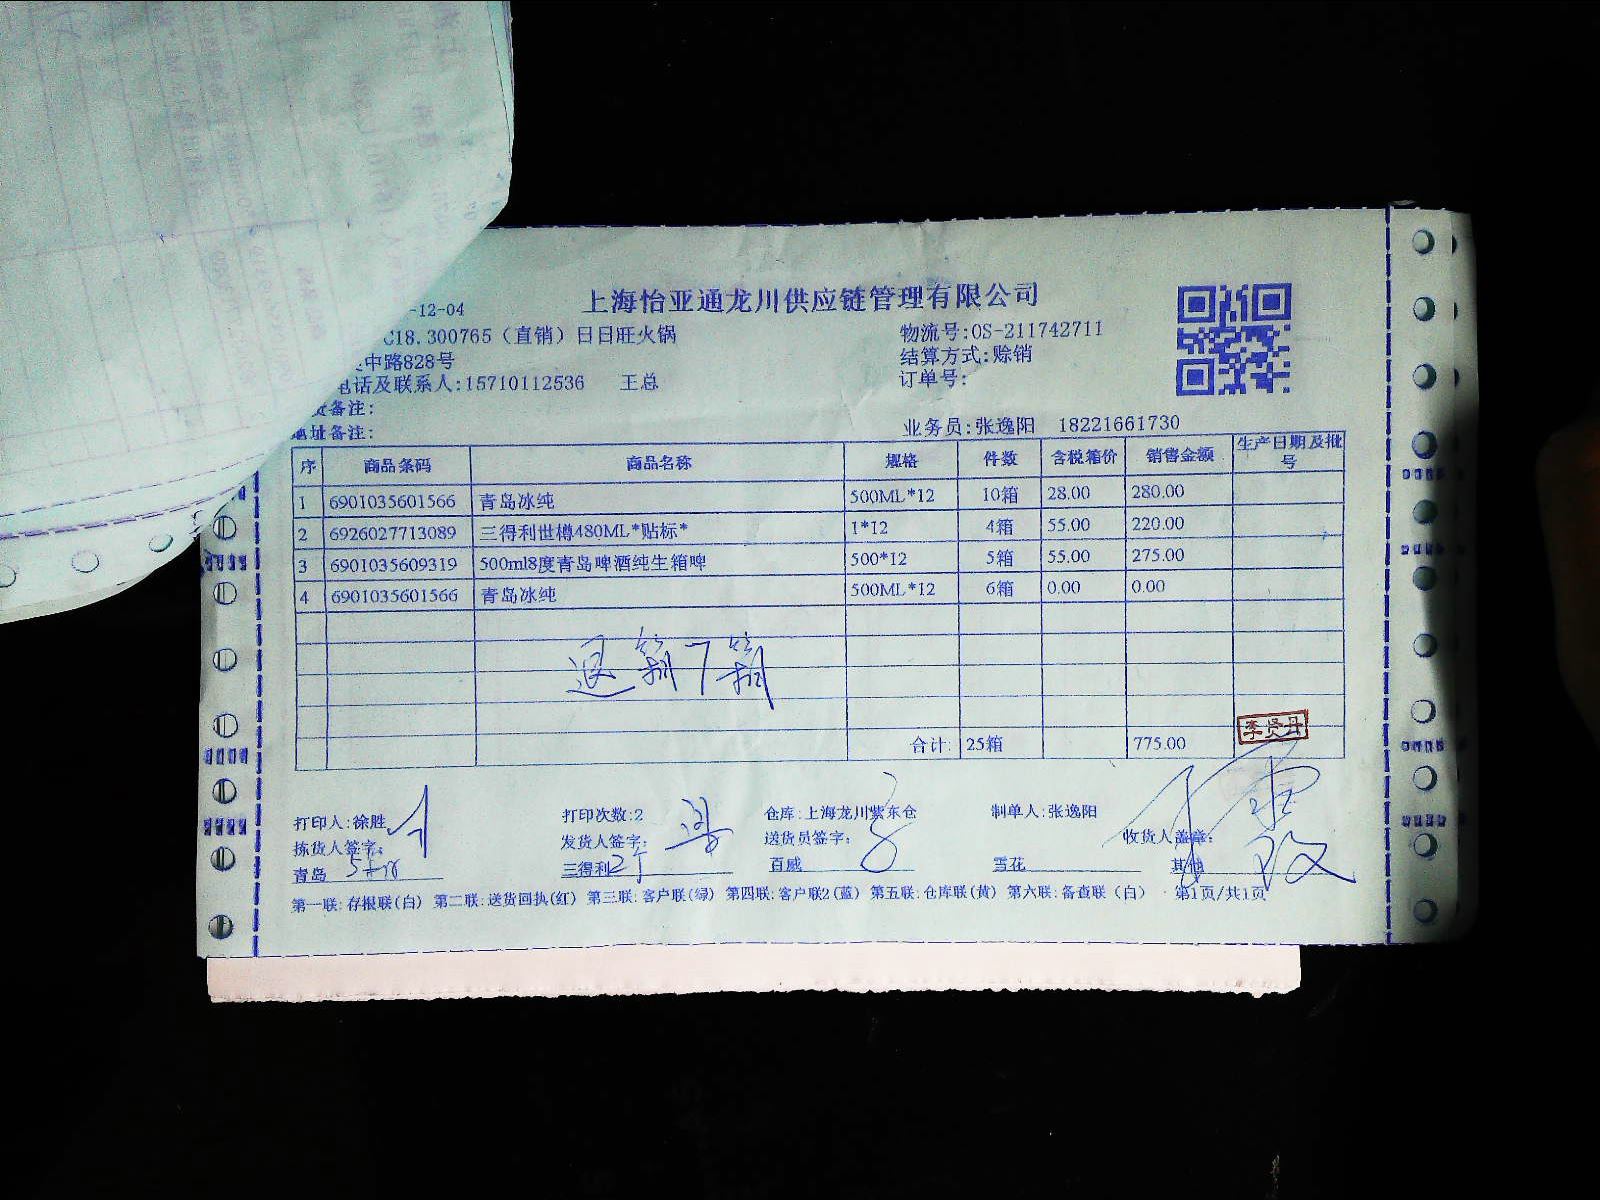 上海怡亚通龙川供应链管理有限公司
-12-04
C18.300765（直销）日日旺火锅
物流号:OS-211742711
中路828号
结算方式:赊销
电话及联系人:15710112536 王总
订单号:
备注:
地址备注:
业务员:张逸阳 18221661730
序 商品条码 商品名称 规格 件数 含税箱价 销售金额 生产日期及批号
1 6901035601566 青岛冰纯 500ML*12 10箱 28.00 280.00
2 6926027713089 三得利世樽480ML*贴标* 1*12 4箱 55.00 220.00
3 6901035609319 500ml8度青岛啤酒纯生箱啤 500*12 5箱 55.00 275.00
4 6901035601566 青岛冰纯 500ML*12 6箱 0.00 0.00
退箱7箱
合计: 25箱 775.00
李贤丹
打印人:徐胜 打印次数:2 仓库:上海龙川紫东仓 制单人:张逸阳
拣货人签字: 发货人签字: 送货员签字: 收货人盖章:
青岛 三得利 百威 雪花 其他
第一联:存根联(白) 第二联:送货回执(红) 第三联:客户联(绿) 第四联:客户联2(蓝) 第五联:仓库联(黄) 第六联:备查联（白） 第1页/共1页